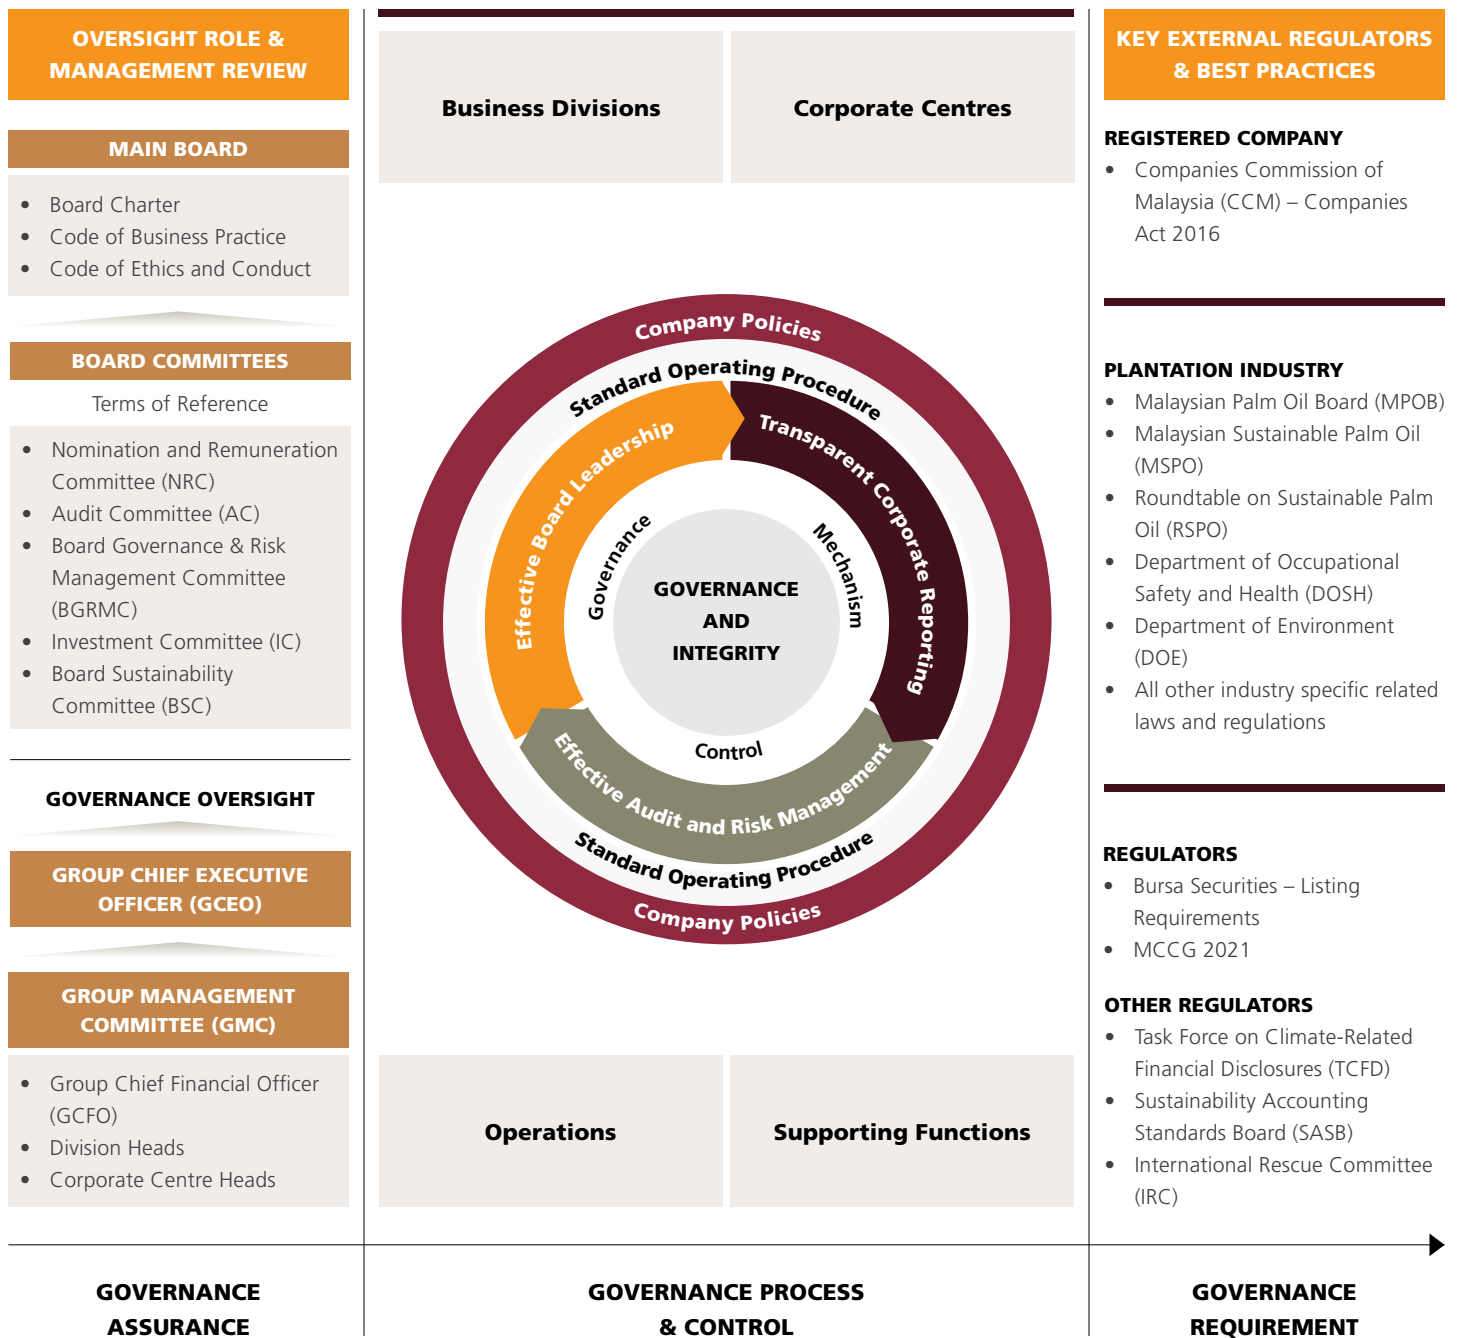 OVERSIGHT ROLE &
MANAGEMENT REVIEW
MAIN BOARD
• Board Charter
• Code of Business Practice
• Code of Ethics and Conduct
BOARD COMMITTEES
Terms of Reference
• Nomination and Remuneration
Committee (NRC)
• Audit Committee (AC)
• Board Governance & Risk
Management Committee
(BGRMC)
• Investment Committee (IC)
• Board Sustainability
Committee (BSC)
GOVERNANCE OVERSIGHT
GROUP CHIEF EXECUTIVE
OFFICER (GCEO)
GROUP MANAGEMENT
COMMITTEE (GMC)
• Group Chief Financial Officer
(GCFO)
• Division Heads
• Corporate Centre Heads
GOVERNANCE
ASSURANCE
Business Divisions
Corporate Centres
Company Policies
Standard Operating Procedure
Effective Board Leadership
Transparent Corporate Reporting
Governance
Mechanism
GOVERNANCE
AND
INTEGRITY
Control
Effective Audit and Risk Management
Standard Operating Procedure
Company Policies
Operations
Supporting Functions
GOVERNANCE PROCESS
& CONTROL
KEY EXTERNAL REGULATORS
& BEST PRACTICES
REGISTERED COMPANY
• Companies Commission of
Malaysia (CCM) – Companies
Act 2016
PLANTATION INDUSTRY
• Malaysian Palm Oil Board (MPOB)
• Malaysian Sustainable Palm Oil
(MSPO)
• Roundtable on Sustainable Palm
Oil (RSPO)
• Department of Occupational
Safety and Health (DOSH)
• Department of Environment
(DOE)
• All other industry specific related
laws and regulations
REGULATORS
• Bursa Securities – Listing
Requirements
• MCCG 2021
OTHER REGULATORS
• Task Force on Climate-Related
Financial Disclosures (TCFD)
• Sustainability Accounting
Standards Board (SASB)
• International Rescue Committee
(IRC)
GOVERNANCE
REQUIREMENT